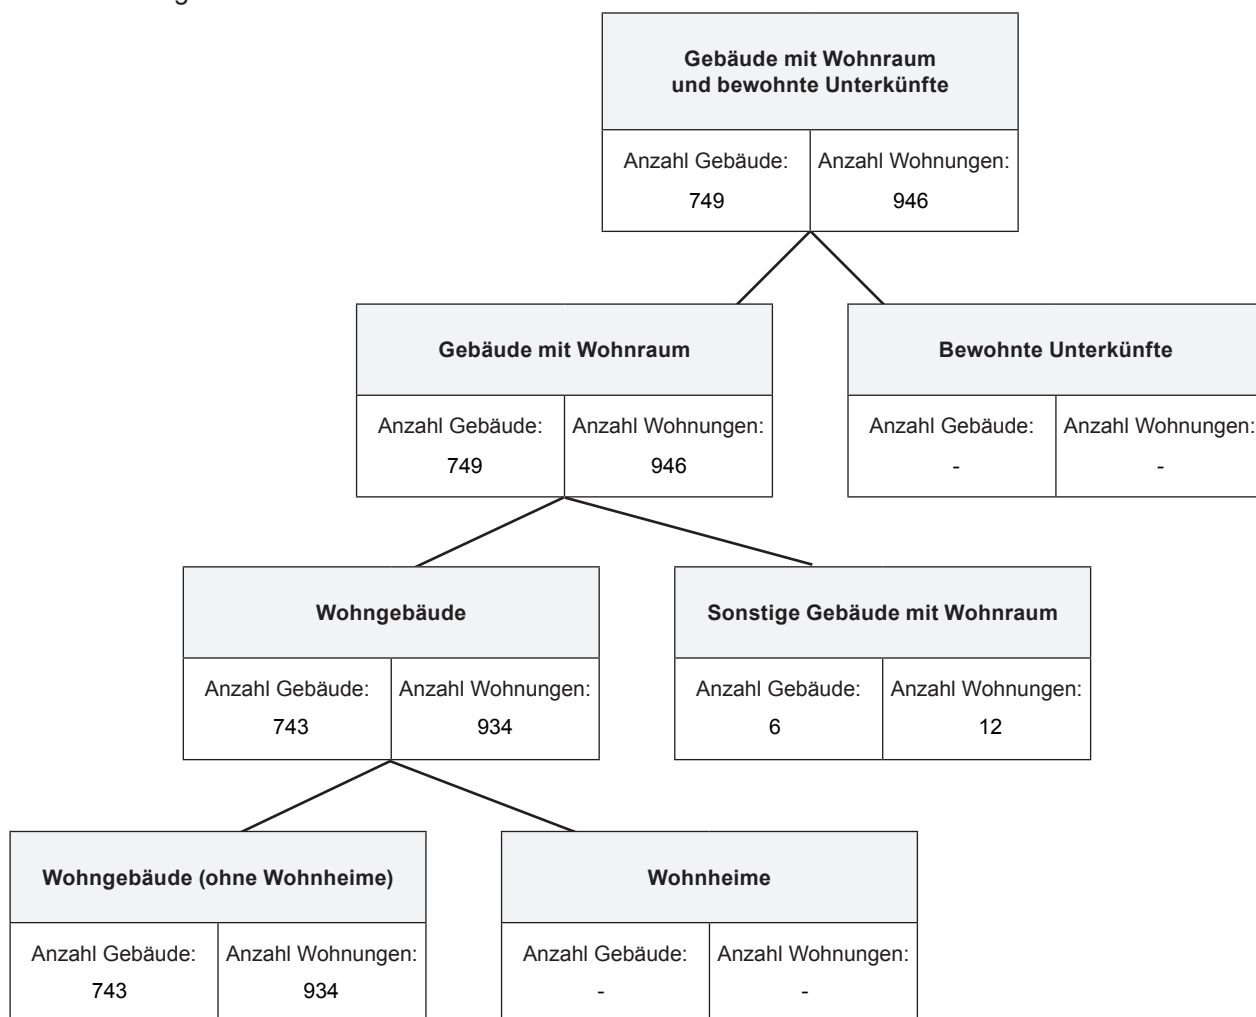 Gebäude mit Wohnraum
und bewohnte Unterkünfte
Anzahl Gebäude: Anzahl Wohnungen:
749 946
Gebäude mit Wohnraum
Anzahl Gebäude: Anzahl Wohnungen:
749 946
Bewohnte Unterkünfte
Anzahl Gebäude: Anzahl Wohnungen:
- -
Wohngebäude
Anzahl Gebäude: Anzahl Wohnungen:
743 934
Sonstige Gebäude mit Wohnraum
Anzahl Gebäude: Anzahl Wohnungen:
6 12
Wohngebäude (ohne Wohnheime)
Anzahl Gebäude: Anzahl Wohnungen:
743 934
Wohnheime
Anzahl Gebäude: Anzahl Wohnungen:
- -